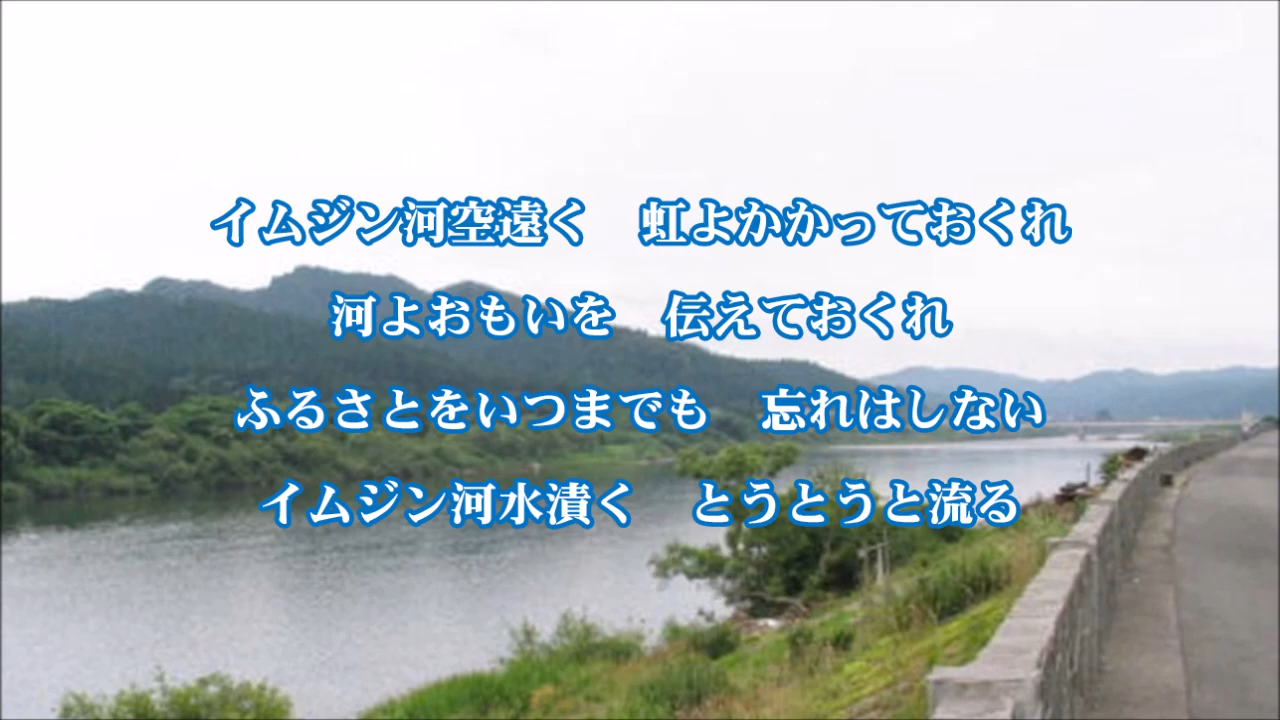 イムジン河空遠く　虹よかかっておくれ
河よおもいを　伝えておくれ
ふるさとをいつまでも　忘れはしない
イムジン河水漬く　とうとうと流る